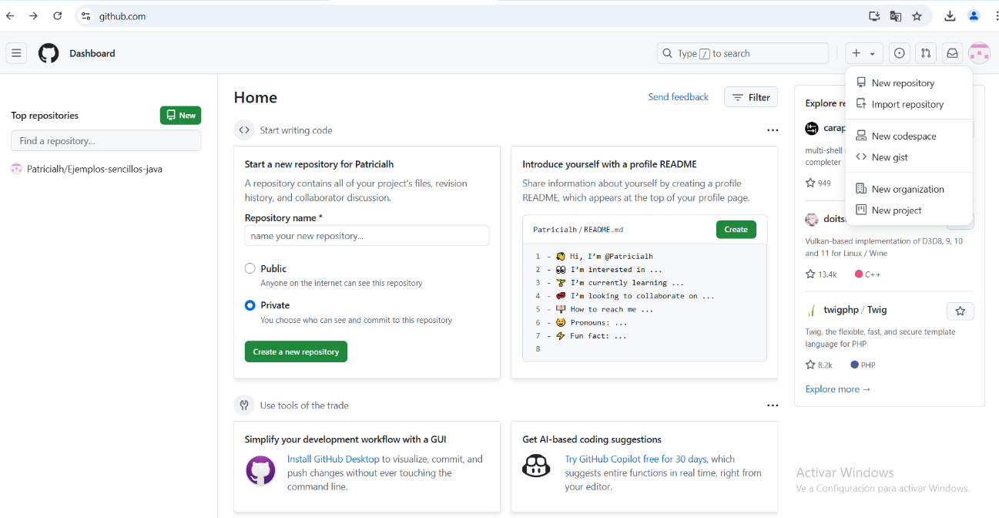 github.com
Dashboard
Type / to search
New repository
Import repository
New codespace
New gist
New organization
New project
Top repositories
New
Find a repository...
Patricialh/Ejemplos-sencillos-java
Home
Send feedback
Filter
Start writing code
Start a new repository for Patricialh
A repository contains all of your project's files, revision
history, and collaborator discussion.
Repository name *
name your new repository...
Public
Anyone on the internet can see this repository
Private
You choose who can see and commit to this repository
Create a new repository
Introduce yourself with a profile README
Share information about yourself by creating a profile
README, which appears at the top of your profile page.
Patricialh / README.md
Create
1 - 👋 Hi, I'm @Patricialh
2 - 👀 I'm interested in ...
3 - 🌱 I'm currently learning ...
4 - 💞️ I'm looking to collaborate on ...
5 - 📫 How to reach me ...
6 - 😄 Pronouns: ...
7 - ⚡ Fun fact: ...
8
Use tools of the trade
Simplify your development workflow with a GUI
Install GitHub Desktop to visualize, commit, and
push changes without ever touching the
command line.
Get AI-based coding suggestions
Try GitHub Copilot free for 30 days, which
suggests entire functions in real time, right from
your editor.
Explore re
carap
multi-shell
completer
949
doits
Vulkan-based implementation of D3D8, 9, 10
and 11 for Linux / Wine
13.4k C++
twigphp / Twig
Twig, the flexible, fast, and secure template
language for PHP
8.2k PHP
Explore more →
Activar Windows
Ve a Configuración para activar Windows.